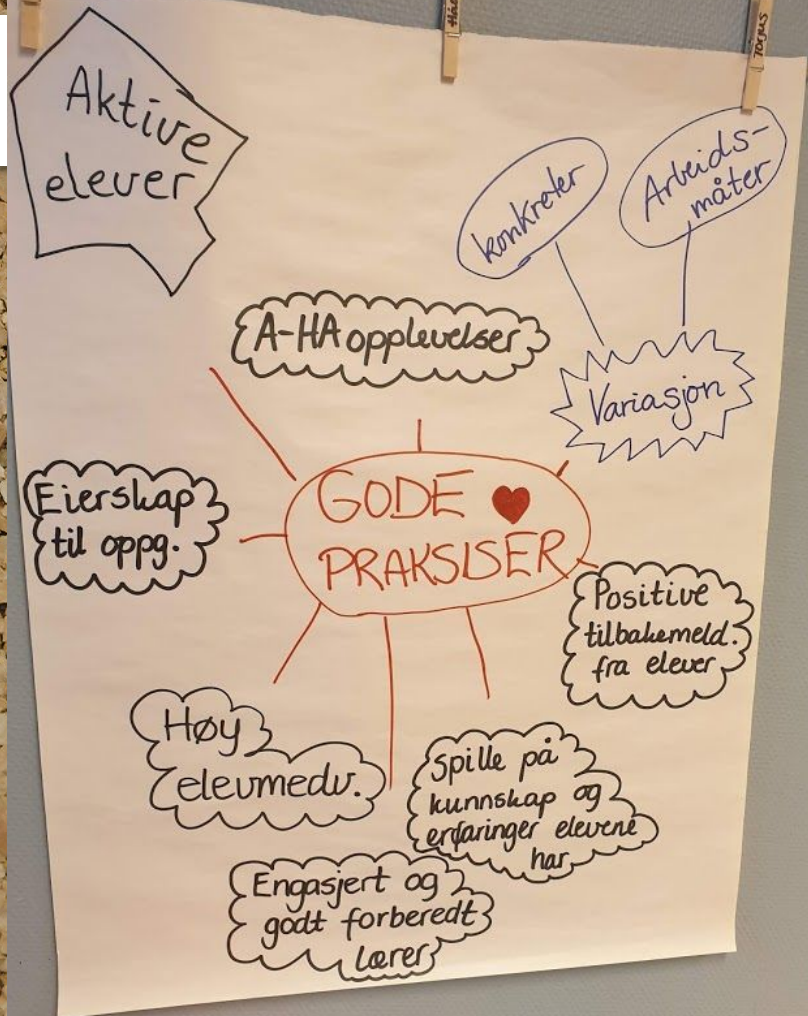 Torjus
Aktive
elever
konkreter
Arbeids-
måter
A-HA opplevelser
Variasjon
GODE ♥
PRAKSISER
Eierskap
til oppg.
Positive
tilbakemeld.
fra elever
Høy
elevmedv.
Spille på
kunnskap og
erfaringer elevene
har
Engasjert og
godt forberedt
lærer